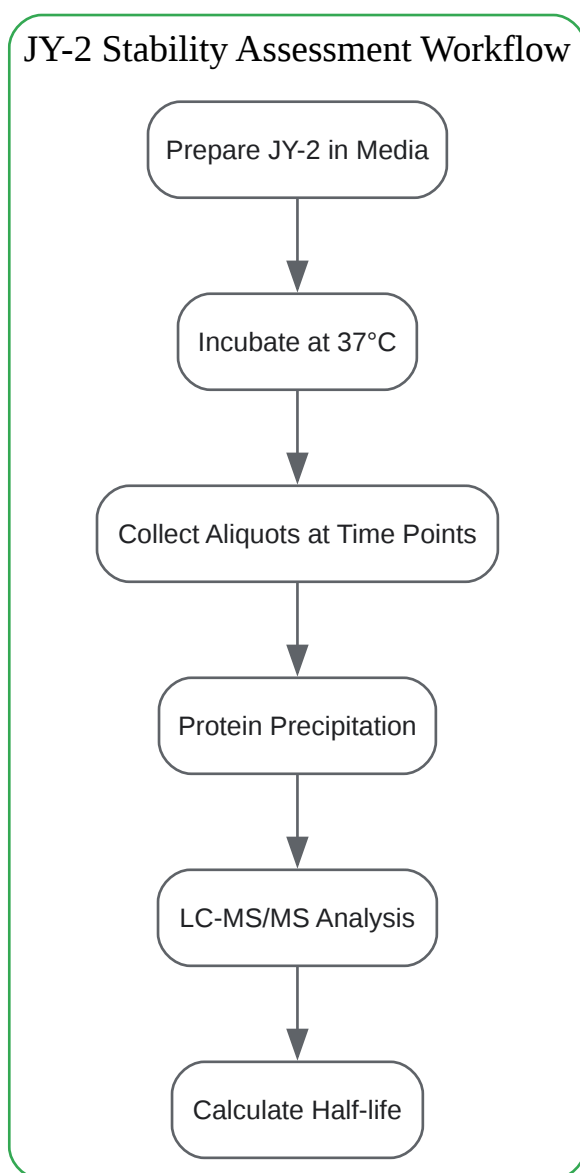 JY-2 Stability Assessment Workflow
Prepare JY-2 in Media
Incubate at 37°C
Collect Aliquots at Time Points
Protein Precipitation
LC-MS/MS Analysis
Calculate Half-life